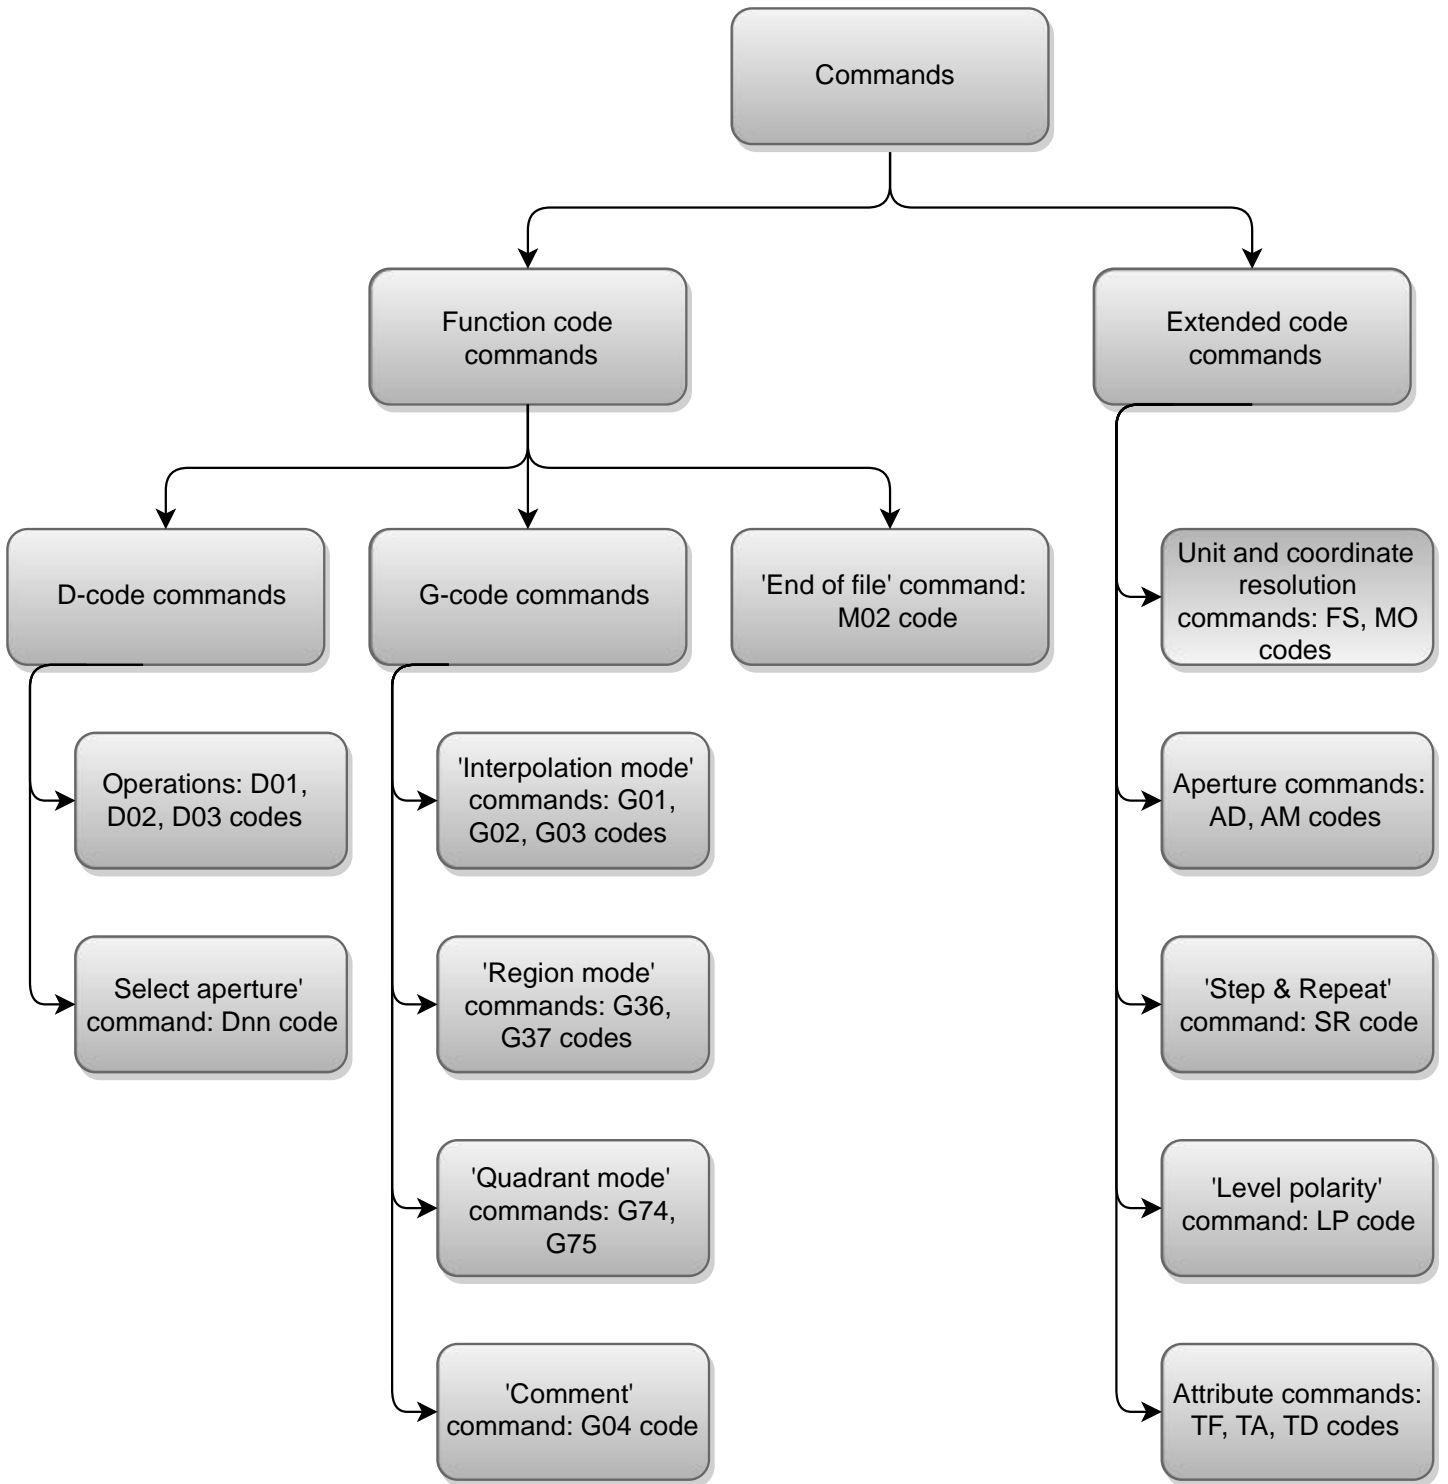 Commands
Function code
commands
Extended code
commands
D-code commands
G-code commands
'End of file' command:
M02 code
Unit and coordinate
resolution
commands: FS, MO
codes
Operations: D01,
D02, D03 codes
'Interpolation mode'
commands: G01,
G02, G03 codes
Aperture commands:
AD, AM codes
Select aperture'
command: Dnn code
'Region mode'
commands: G36,
G37 codes
'Step & Repeat'
command: SR code
'Quadrant mode'
commands: G74,
G75
'Level polarity'
command: LP code
'Comment'
command: G04 code
Attribute commands:
TF, TA, TD codes